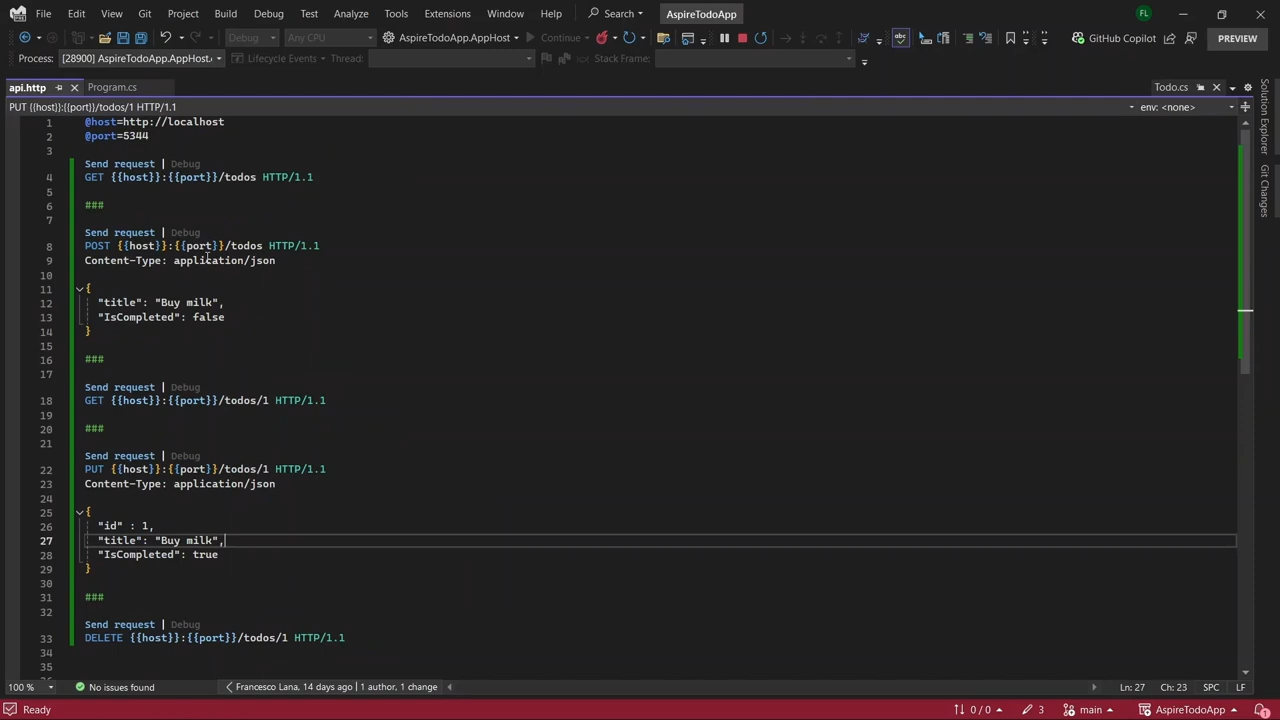 File Edit View Git Project Build Debug Test Analyze Tools Extensions Window Help Search AspireTodoApp FL
Debug Any CPU AspireTodoApp.AppHost Continue GitHub Copilot PREVIEW
Process: [28900] AspireTodoApp.AppHost. Lifecycle Events Thread: Stack Frame:
api.http Program.cs Todo.cs
PUT {{host}}:{{port}}/todos/1 HTTP/1.1 env: <none>
1 @host=http://localhost
2 @port=5344
3
Send request | Debug
4 GET {{host}}:{{port}}/todos HTTP/1.1
5
6 ###
7
Send request | Debug
8 POST {{host}}:{{port}}/todos HTTP/1.1
9 Content-Type: application/json
10
11 {
12 "title": "Buy milk",
13 "IsCompleted": false
14 }
15
16 ###
17
Send request | Debug
18 GET {{host}}:{{port}}/todos/1 HTTP/1.1
19
20 ###
21
Send request | Debug
22 PUT {{host}}:{{port}}/todos/1 HTTP/1.1
23 Content-Type: application/json
24
25 {
26 "id" : 1,
27 "title": "Buy milk",
28 "IsCompleted": true
29 }
30
31 ###
32
Send request | Debug
33 DELETE {{host}}:{{port}}/todos/1 HTTP/1.1
34
35
Solution Explorer
Git Changes
100 % No issues found Francesco Lana, 14 days ago | 1 author, 1 change Ln: 27 Ch: 23 SPC LF
Ready 0 / 0 3 main AspireTodoApp 1